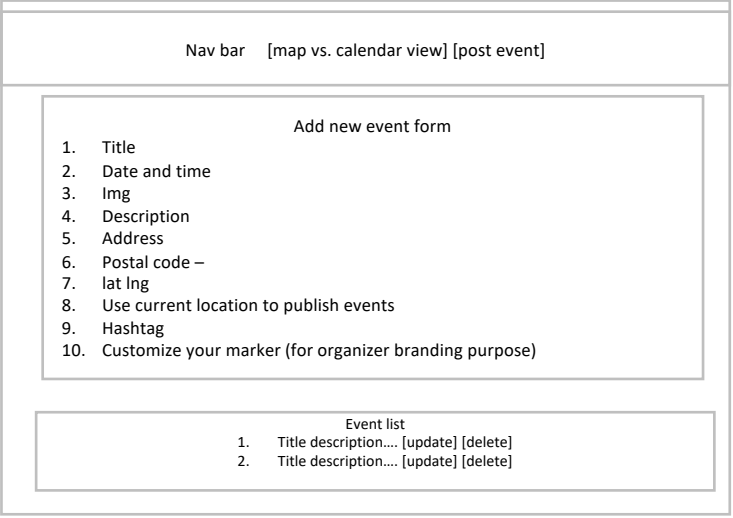 Nav bar [map vs. calendar view] [post event]
Add new event form
1. Title
2. Date and time
3. Img
4. Description
5. Address
6. Postal code –
7. lat lng
8. Use current location to publish events
9. Hashtag
10. Customize your marker (for organizer branding purpose)
Event list
1. Title description.... [update] [delete]
2. Title description.... [update] [delete]